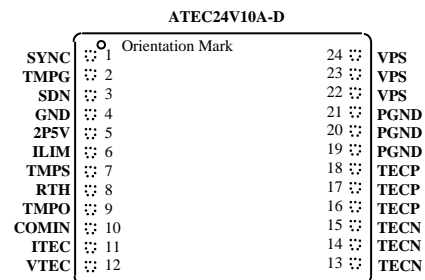 ATEC24V10A-D
Orientation Mark
SYNC 1 24 VPS
TMPG 2 23 VPS
SDN 3 22 VPS
GND 4 21 PGND
2P5V 5 20 PGND
ILIM 6 19 PGND
TMPS 7 18 TECP
RTH 8 17 TECP
TMPO 9 16 TECP
COMIN 10 15 TECN
ITEC 11 14 TECN
VTEC 12 13 TECN